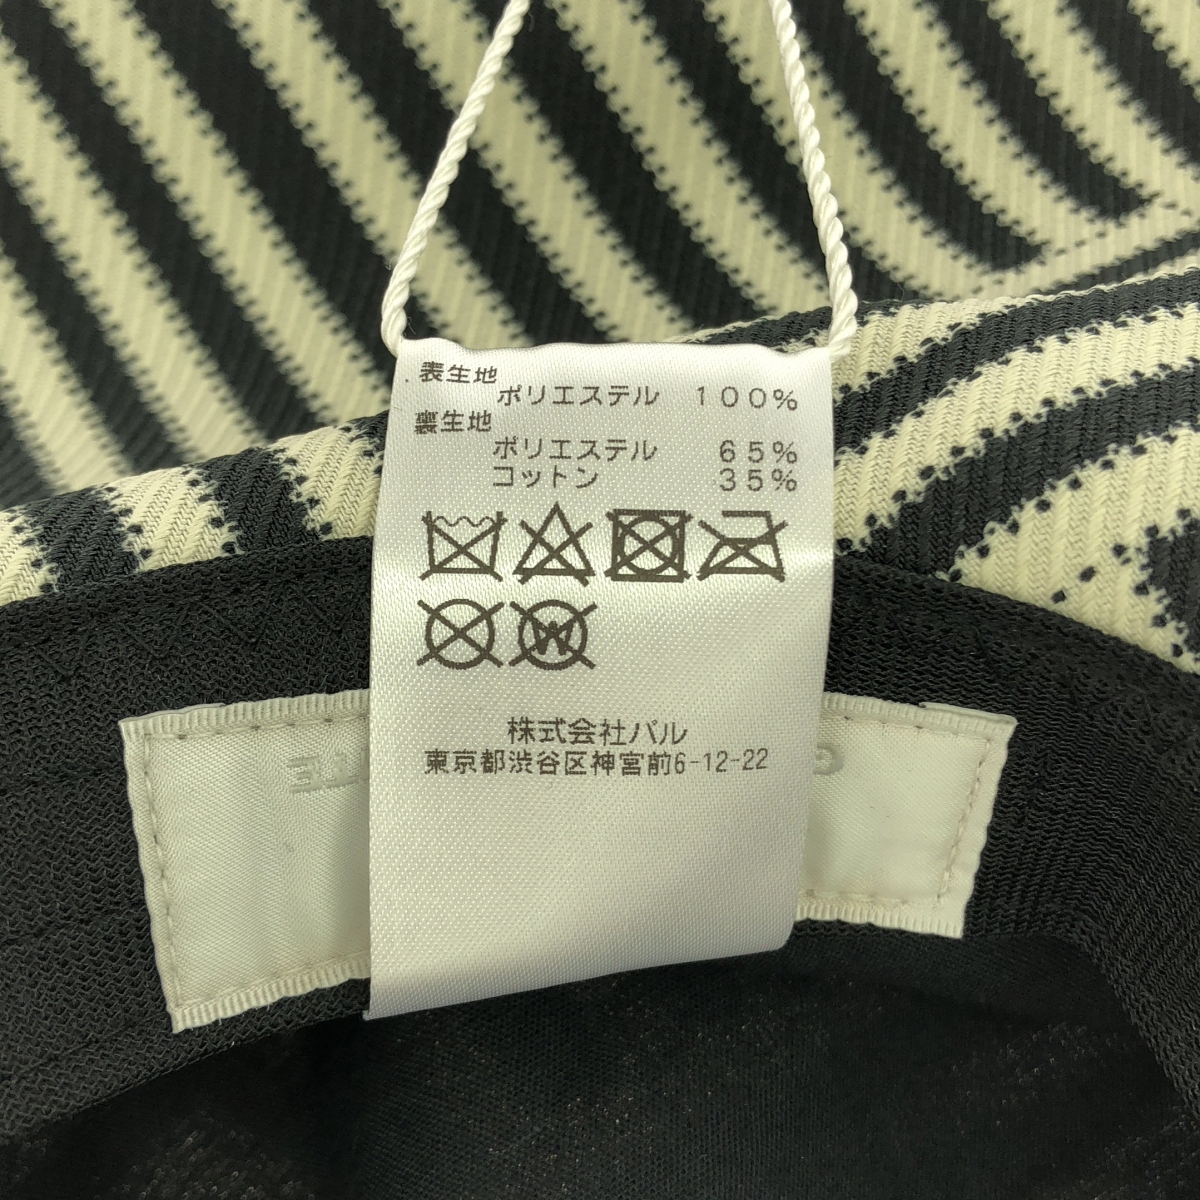 表生地
ポリエステル 100%
裏生地
ポリエステル 65%
コットン 35%
株式会社パル
東京都渋谷区神宮前6-12-22